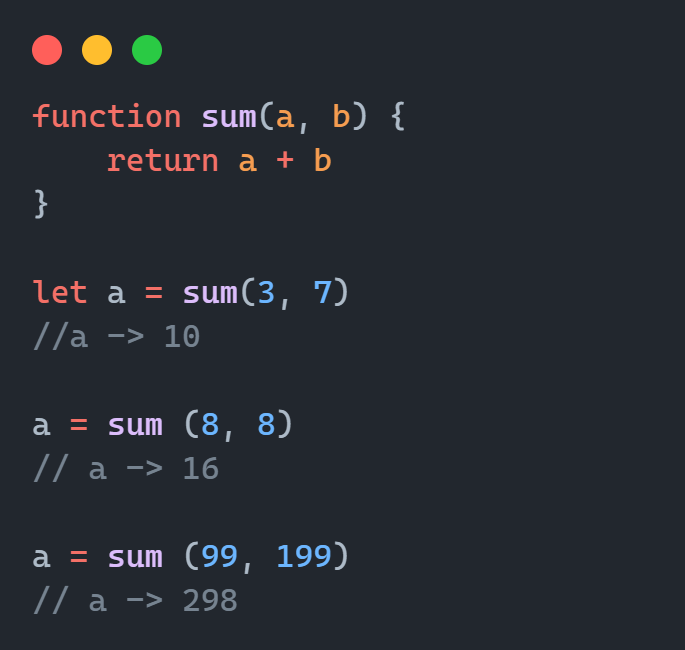 function sum(a, b) {
    return a + b
}

let a = sum(3, 7)
//a -> 10

a = sum (8, 8)
// a -> 16

a = sum (99, 199)
// a -> 298